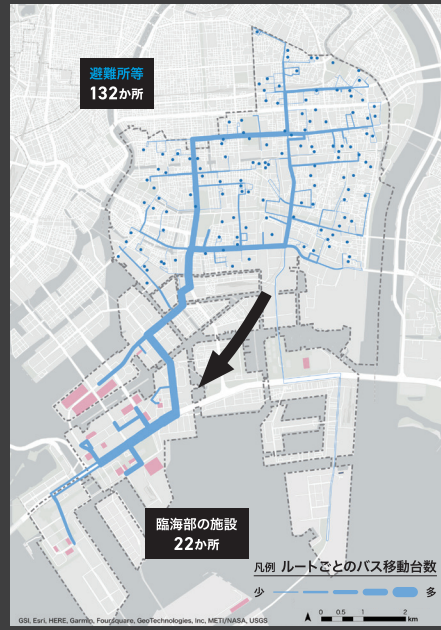 避難所等
132か所
臨海部の施設
22か所
凡例 ルートごとのバス移動台数
少 多
0 0.5 1 2
km
GSI, Esri, HERE, Garmin, Foursquare, GeoTechnologies, Inc, METI/NASA, USGS